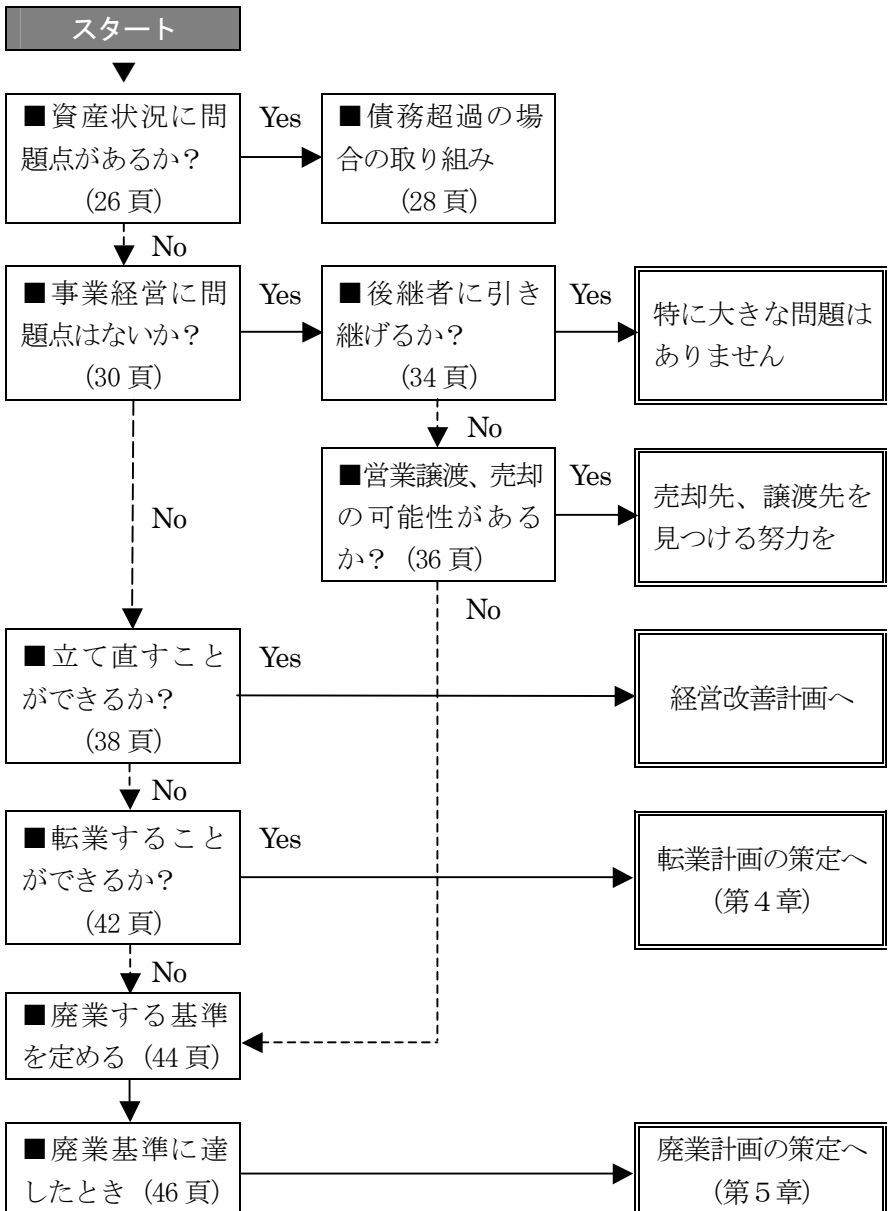 スタート
■資産状況に問
題点があるか?
(26 頁)
Yes
■債務超過の場
合の取り組み
(28 頁)
No
■事業経営に問
題点はないか?
(30 頁)
Yes
■後継者に引き
継げるか?
(34 頁)
Yes
特に大きな問題は
ありません
No
■営業譲渡、売却
の可能性がある
か? (36 頁)
Yes
売却先、譲渡先を
見つける努力を
No
No
■立て直すこと
ができるか?
(38 頁)
Yes
経営改善計画へ
No
■転業すること
ができるか?
(42 頁)
Yes
転業計画の策定へ
(第4章)
No
■廃業する基準
を定める (44 頁)
■廃業基準に達
したとき (46 頁)
廃業計画の策定へ
(第5章)